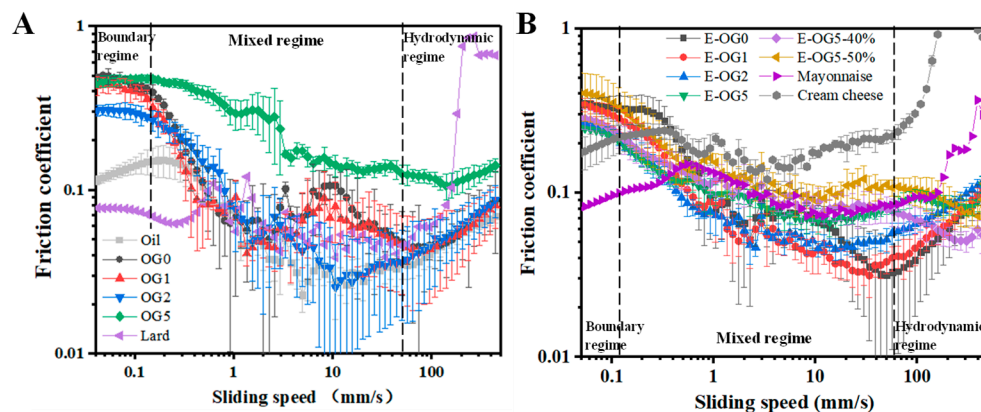 A
Boundary
regime
Mixed regime
Hydrodynamic
regime
1
0.1
0.01
Friction coefficient
Oil
OG0
OG1
OG2
OG5
Lard
0.1
1
10
100
Sliding speed （mm/s）
B
E-OG0
E-OG1
E-OG2
E-OG5
E-OG5-40%
E-OG5-50%
Mayonnaise
Cream cheese
1
0.1
0.01
Friction coefficient
Boundary
regime
Mixed regime
Hydrodynamic
regime
0.1
1
10
100
Sliding speed (mm/s)